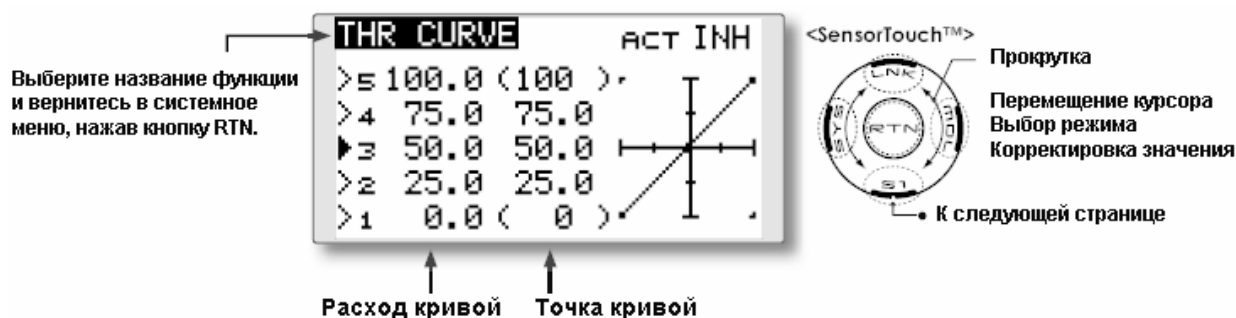 Выберите название функции
и вернитесь в системное
меню, нажав кнопку RTN.
THR CURVE ACT INH
>5 100.0 (100 )
>4 75.0 75.0
▶3 50.0 50.0
>2 25.0 25.0
>1 0.0 ( 0 )
Расход кривой Точка кривой
<SensorTouch™>
LNK
SYS
RTN
MDL
S1
Прокрутка
Перемещение курсора
Выбор режима
Корректировка значения
К следующей странице